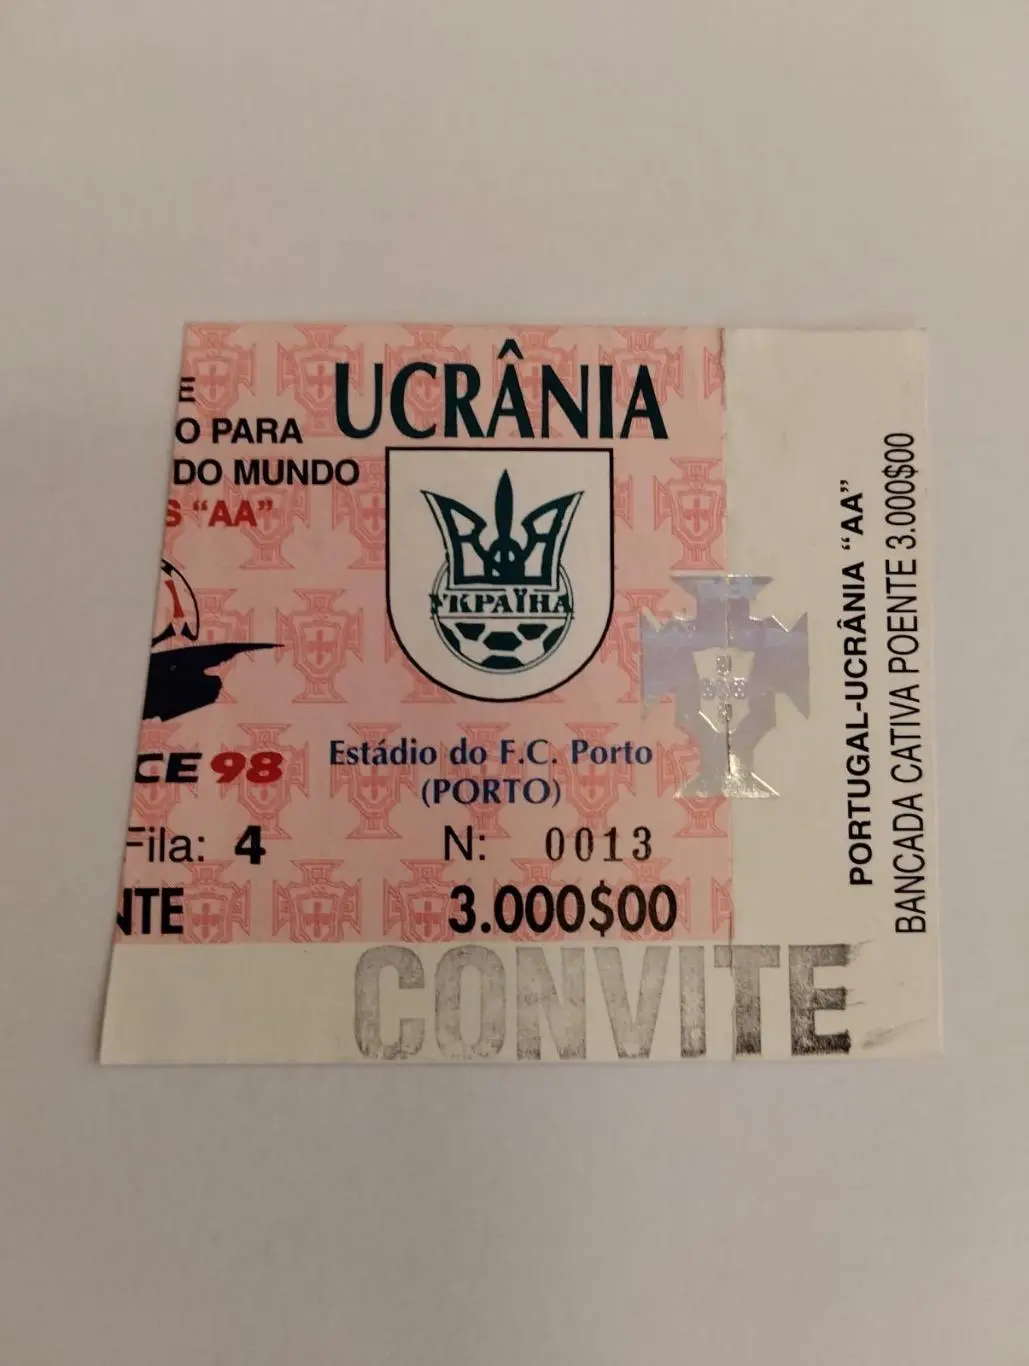 UCRÂNIA
E
O PARA
DO MUNDO
S "AA"
УКРАЇНА
CE 98
Estádio do F.C. Porto
(PORTO)
Fila: 4
N: 0013
NTE
3.000$00
CONVITE
PORTUGAL-UCRÂNIA "AA"
BANCADA CATIVA POENTE 3.000$00